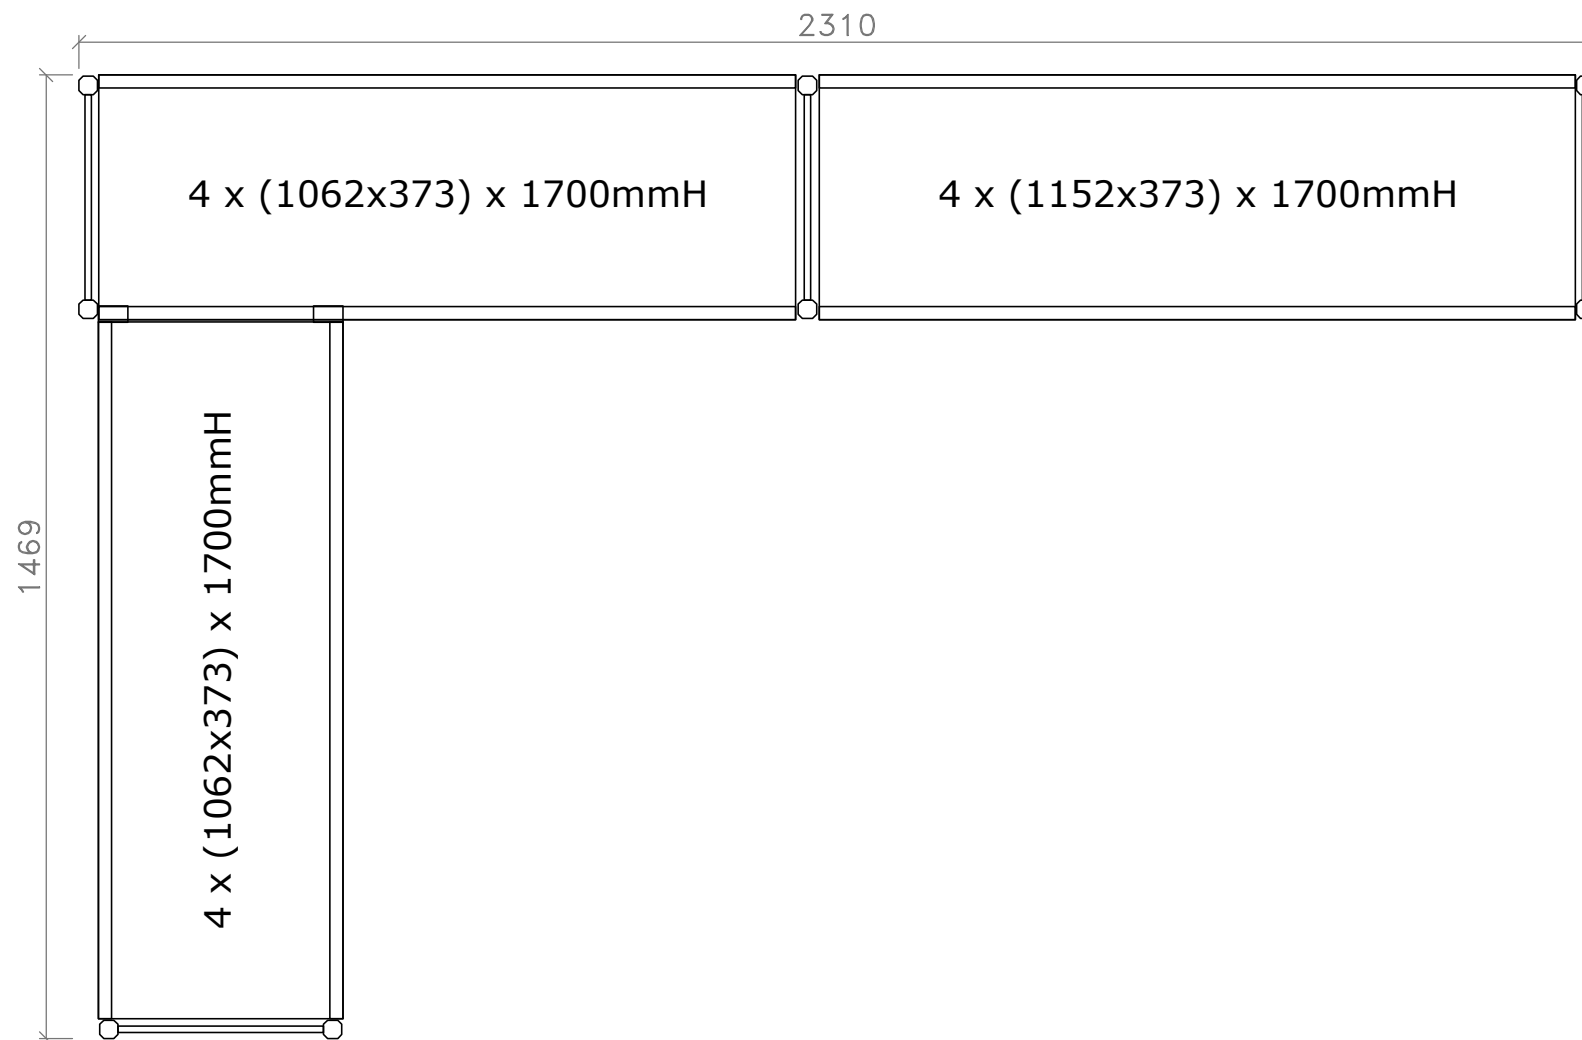 2310
4 x (1062x373) x 1700mmH
4 x (1152x373) x 1700mmH
1469
4 x (1062x373) x 1700mmH